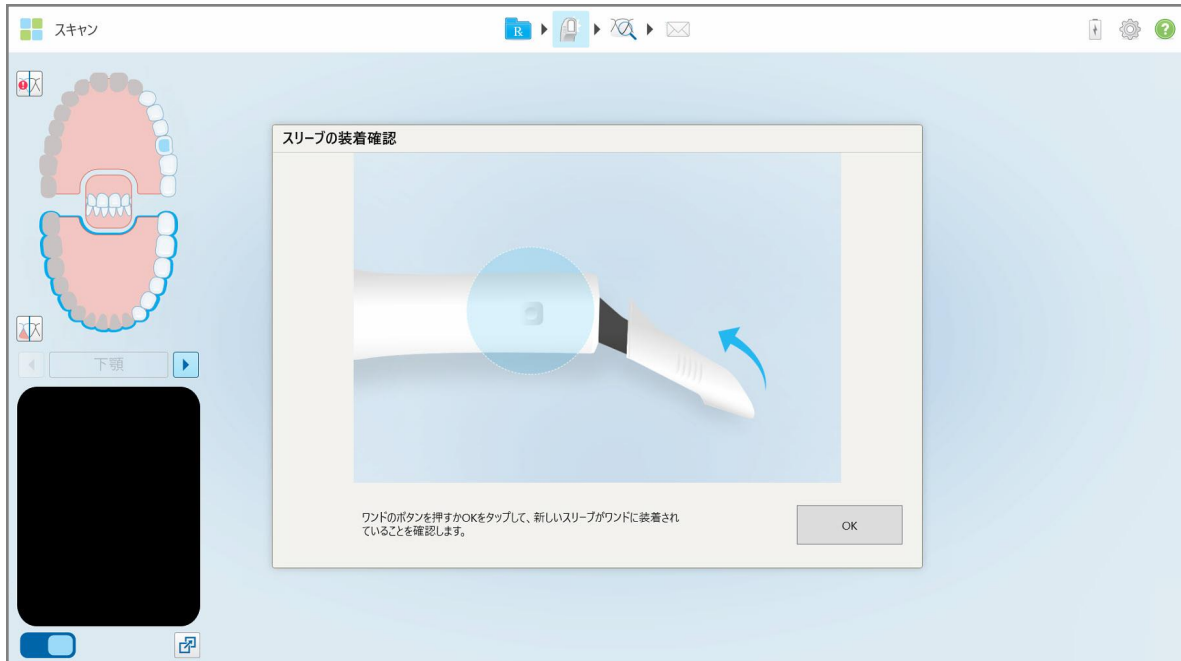 スキャン
R
スリーブの装着確認
下顎
ワンドのボタンを押すかOKをタップして、新しいスリーブがワンドに装着され
ていることを確認します。
OK